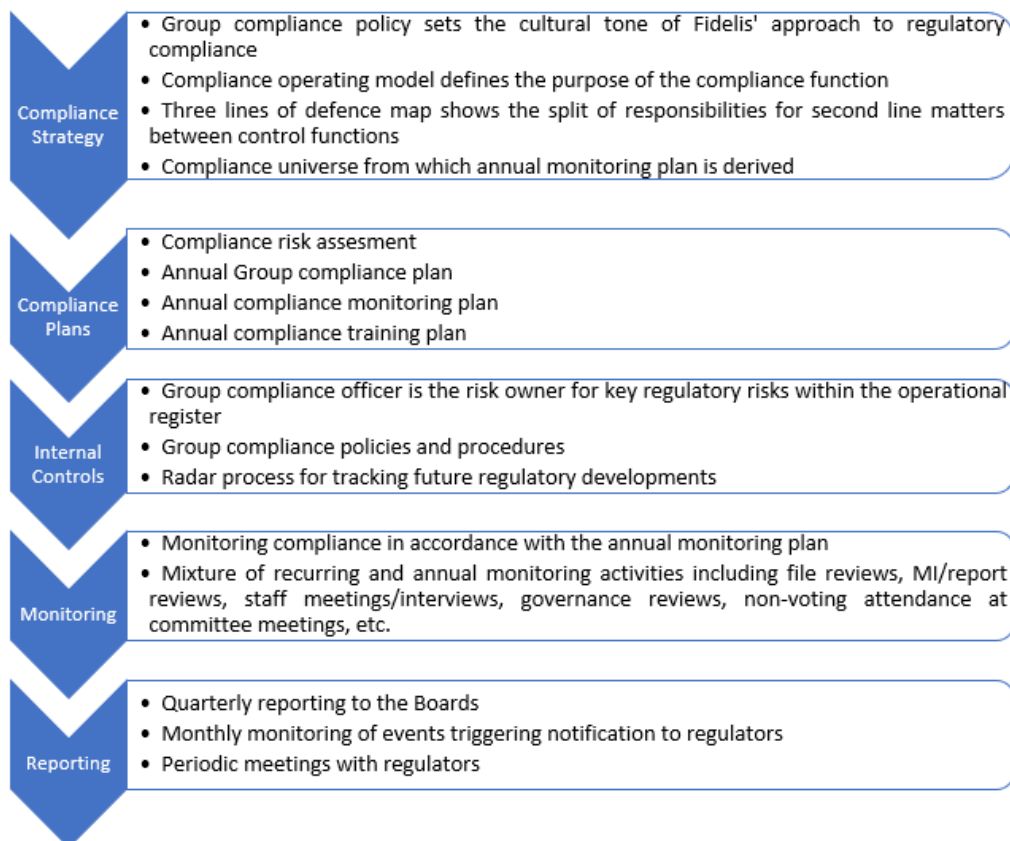 Compliance
Strategy
• Group compliance policy sets the cultural tone of Fidelis' approach to regulatory
compliance
• Compliance operating model defines the purpose of the compliance function
• Three lines of defence map shows the split of responsibilities for second line matters
between control functions
• Compliance universe from which annual monitoring plan is derived
Compliance
Plans
• Compliance risk assesment
• Annual Group compliance plan
• Annual compliance monitoring plan
• Annual compliance training plan
Internal
Controls
• Group compliance officer is the risk owner for key regulatory risks within the operational
register
• Group compliance policies and procedures
• Radar process for tracking future regulatory developments
Monitoring
• Monitoring compliance in accordance with the annual monitoring plan
• Mixture of recurring and annual monitoring activities including file reviews, MI/report
reviews, staff meetings/interviews, governance reviews, non-voting attendance at
committee meetings, etc.
Reporting
• Quarterly reporting to the Boards
• Monthly monitoring of events triggering notification to regulators
• Periodic meetings with regulators